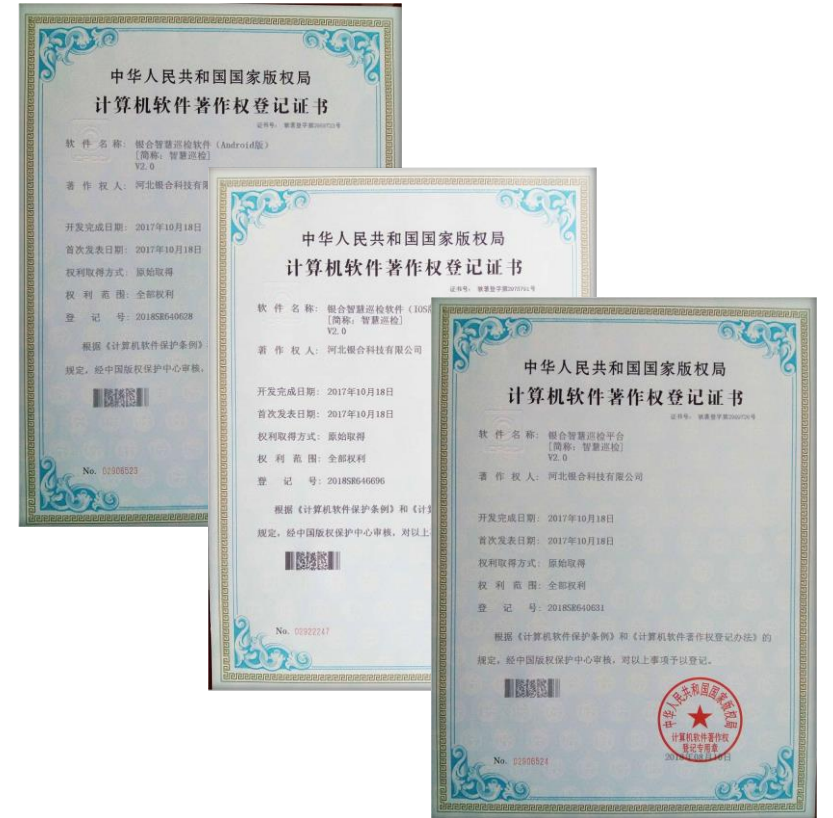 中华人民共和国国家版权局
计算机软件著作权登记证书
软 件 名 称： 银合智慧巡检软件（Android版）
[简称：智慧巡检]
V2.0
著 作 权 人： 河北银合科技有
开发完成日期： 2017年10月18日
首次发表日期： 2017年10月18日
权利取得方式： 原始取得
权 利 范 围： 全部权利
登 记 号： 2018SR640628
根据《计算机软件保护条例》
规定，经中国版权保护中心审核，
No. 02906523
中华人民共和国国家版权局
计算机软件著作权登记证书
软 件 名 称： 银合智慧巡检软件（IOS
[简称：智慧巡检]
V2.0
著 作 权 人： 河北银合科技有限公司
开发完成日期： 2017年10月18日
首次发表日期： 2017年10月18日
权利取得方式： 原始取得
权 利 范 围： 全部权利
登 记 号： 2018SR646696
根据《计算机软件保护条例》和《计
规定，经中国版权保护中心审核，对以上
No. 02922247
中华人民共和国国家版权局
计算机软件著作权登记证书
软 件 名 称： 银合智慧巡检平台
[简称：智慧巡检]
V2.0
著 作 权 人： 河北银合科技有限公司
开发完成日期： 2017年10月18日
首次发表日期： 2017年10月18日
权利取得方式： 原始取得
权 利 范 围： 全部权利
登 记 号： 2018SR640631
根据《计算机软件保护条例》和《计算机软件著作权登记办法》的
规定，经中国版权保护中心审核，对以上事项予以登记。
中华人民共和国国家版权局
计算机软件著作权
登记专用章
No. 02906524